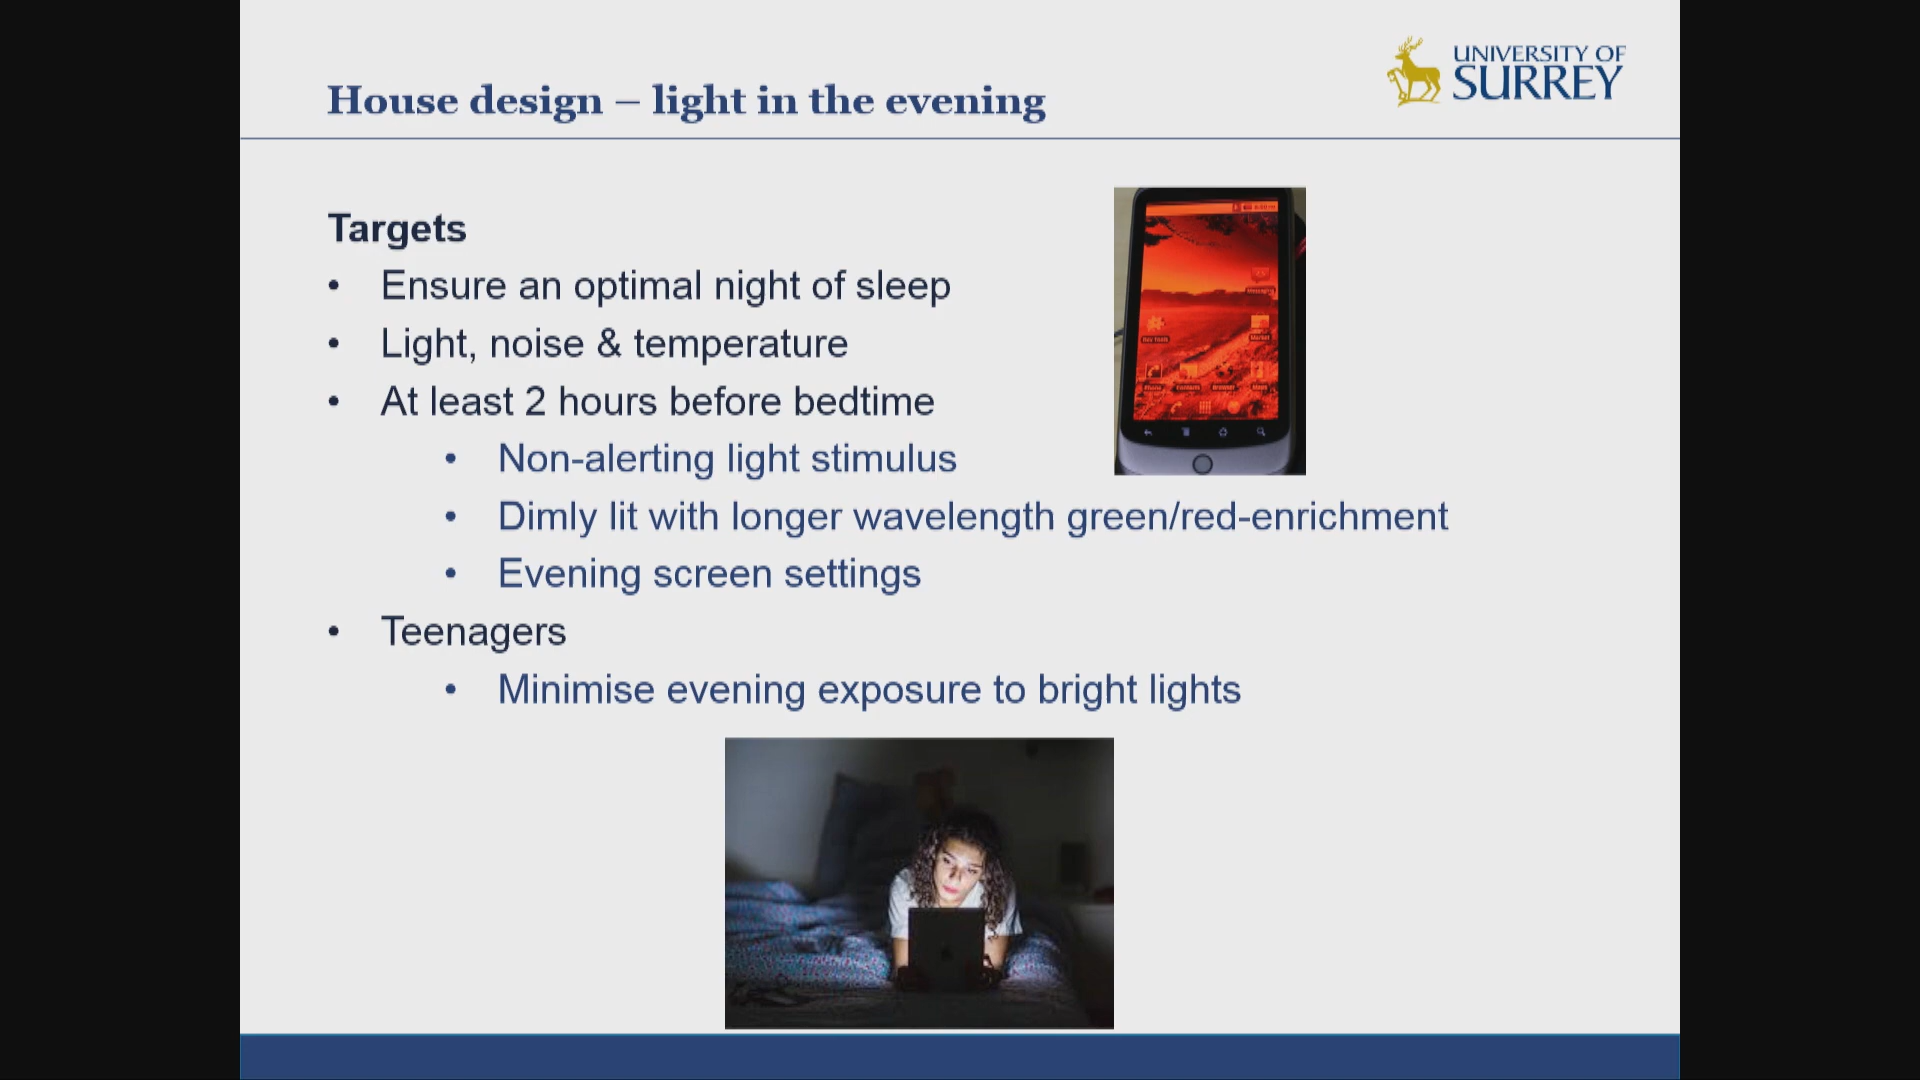 UNIVERSITY OF
SURREY
House design – light in the evening
Targets
• Ensure an optimal night of sleep
• Light, noise & temperature
• At least 2 hours before bedtime
• Non-alerting light stimulus
• Dimly lit with longer wavelength green/red-enrichment
• Evening screen settings
• Teenagers
• Minimise evening exposure to bright lights